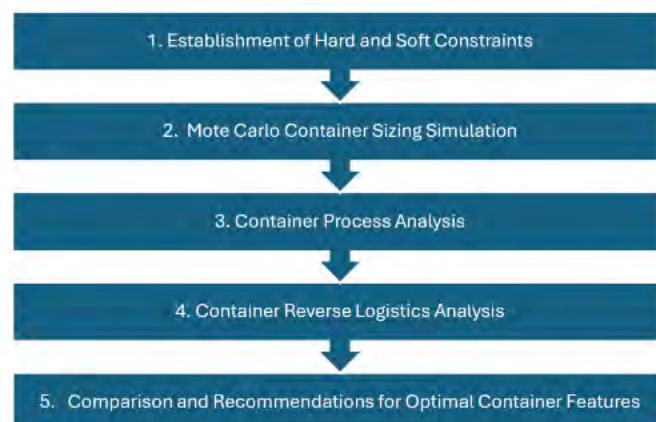 1. Establishment of Hard and Soft Constraints
2. Mote Carlo Container Sizing Simulation
3. Container Process Analysis
4. Container Reverse Logistics Analysis
5. Comparison and Recommendations for Optimal Container Features